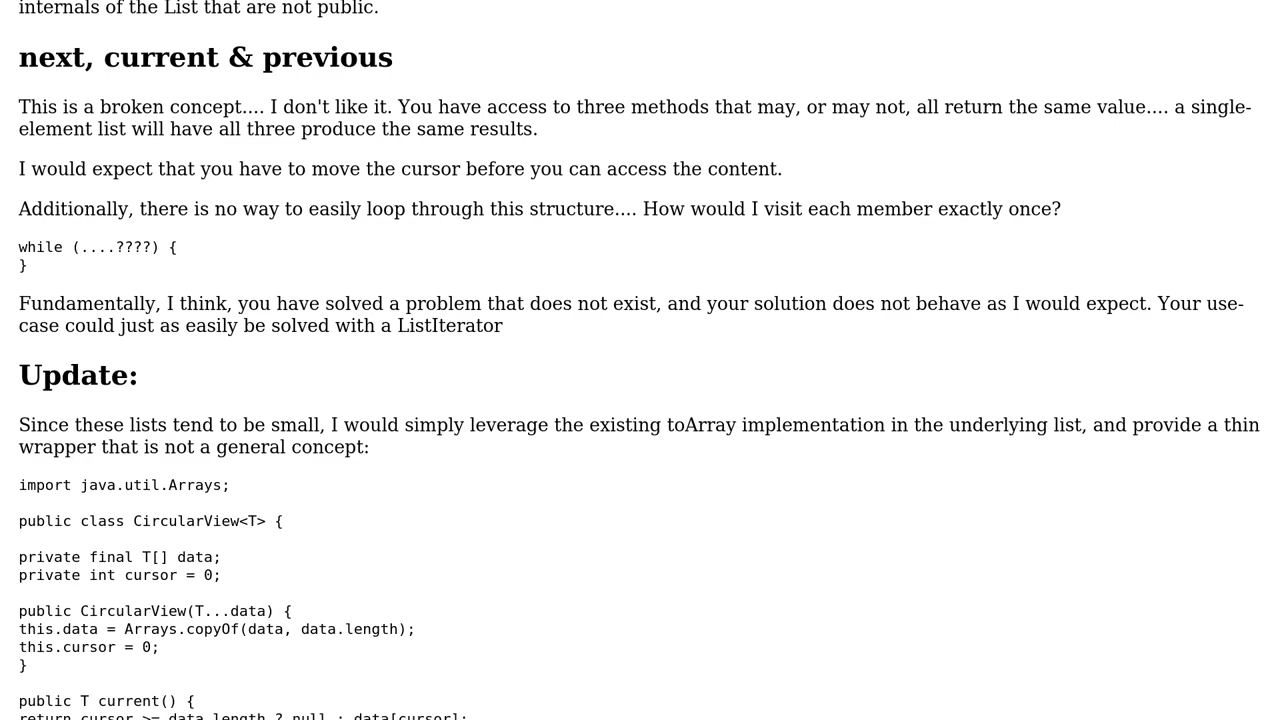 internals of the List that are not public.
next, current & previous
This is a broken concept.... I don't like it. You have access to three methods that may, or may not, all return the same value.... a single-
element list will have all three produce the same results.
I would expect that you have to move the cursor before you can access the content.
Additionally, there is no way to easily loop through this structure.... How would I visit each member exactly once?
while (....????) {
}
Fundamentally, I think, you have solved a problem that does not exist, and your solution does not behave as I would expect. Your use-
case could just as easily be solved with a ListIterator
Update:
Since these lists tend to be small, I would simply leverage the existing toArray implementation in the underlying list, and provide a thin
wrapper that is not a general concept:
import java.util.Arrays;
public class CircularView<T> {
private final T[] data;
private int cursor = 0;
public CircularView(T...data) {
this.data = Arrays.copyOf(data, data.length);
this.cursor = 0;
}
public T current() {
return cursor >= data.length ? null : data[cursor];